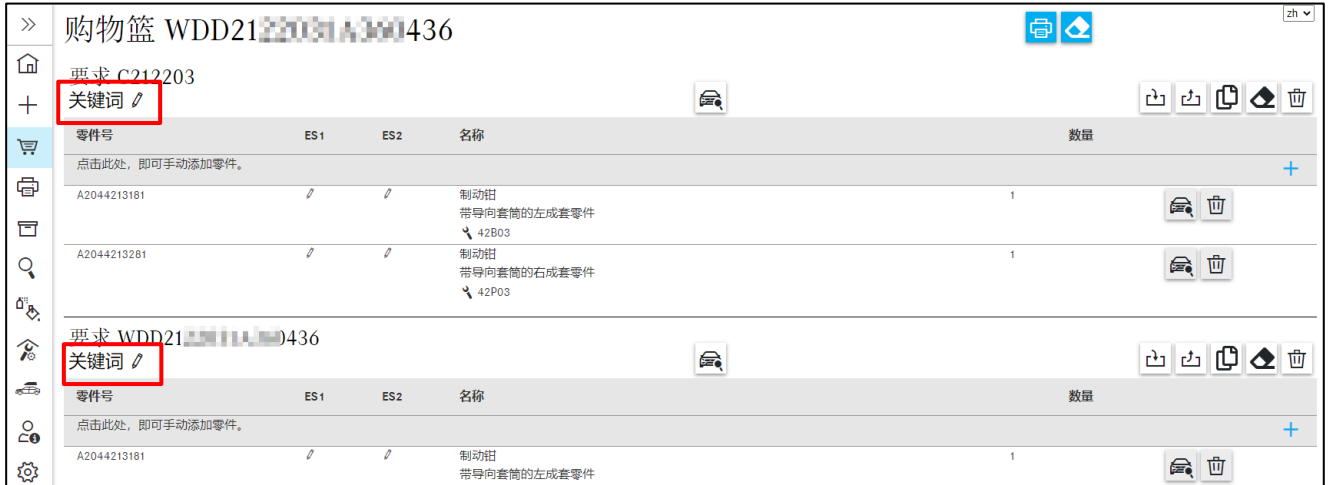 购物篮 WDD21 436
zh
要求 C212203
关键词
零件号 ES1 ES2 名称 数量
点击此处，即可手动添加零件。
A2044213181 制动钳 1
带导向套筒的左成套零件
42B03
A2044213281 制动钳 1
带导向套筒的右成套零件
42P03
要求 WDD21 0436
关键词
零件号 ES1 ES2 名称 数量
点击此处，即可手动添加零件。
A2044213181 制动钳 1
带导向套筒的左成套零件